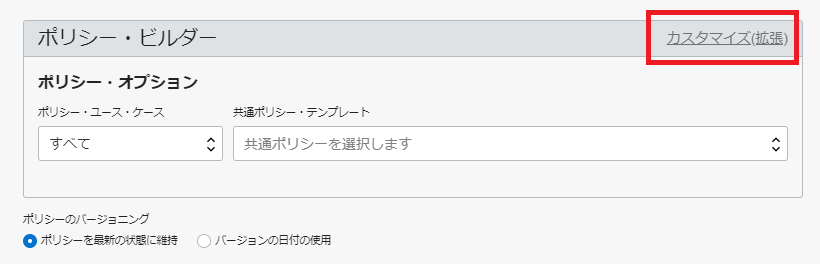 ポリシー・ビルダー カスタマイズ(拡張)
ポリシー・オプション
ポリシー・ユース・ケース 共通ポリシー・テンプレート
すべて 共通ポリシーを選択します
ポリシーのバージョニング
ポリシーを最新の状態に維持 バージョンの日付の使用